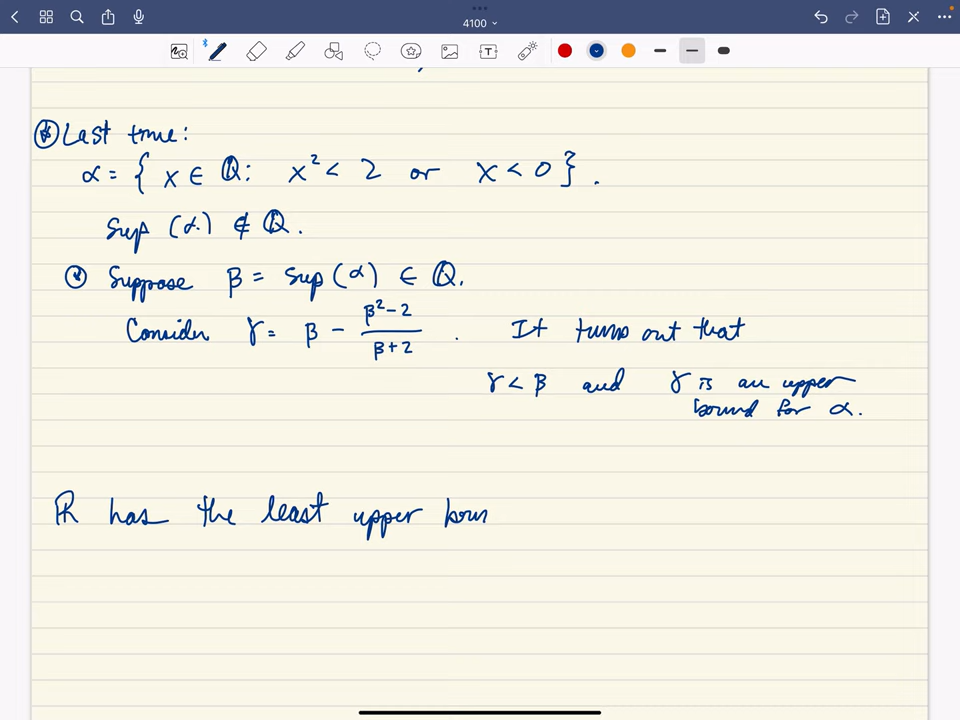 4100
Last time:
α = { x ∈ ℚ: x² < 2 or x < 0 } .
Sup (α) ∉ ℚ.
Suppose β = sup (α) ∈ ℚ.
Consider γ = β - (β² - 2)/(β + 2) . It turns out that
γ < β and γ is an upper
bound for α.
ℝ has the least upper boun